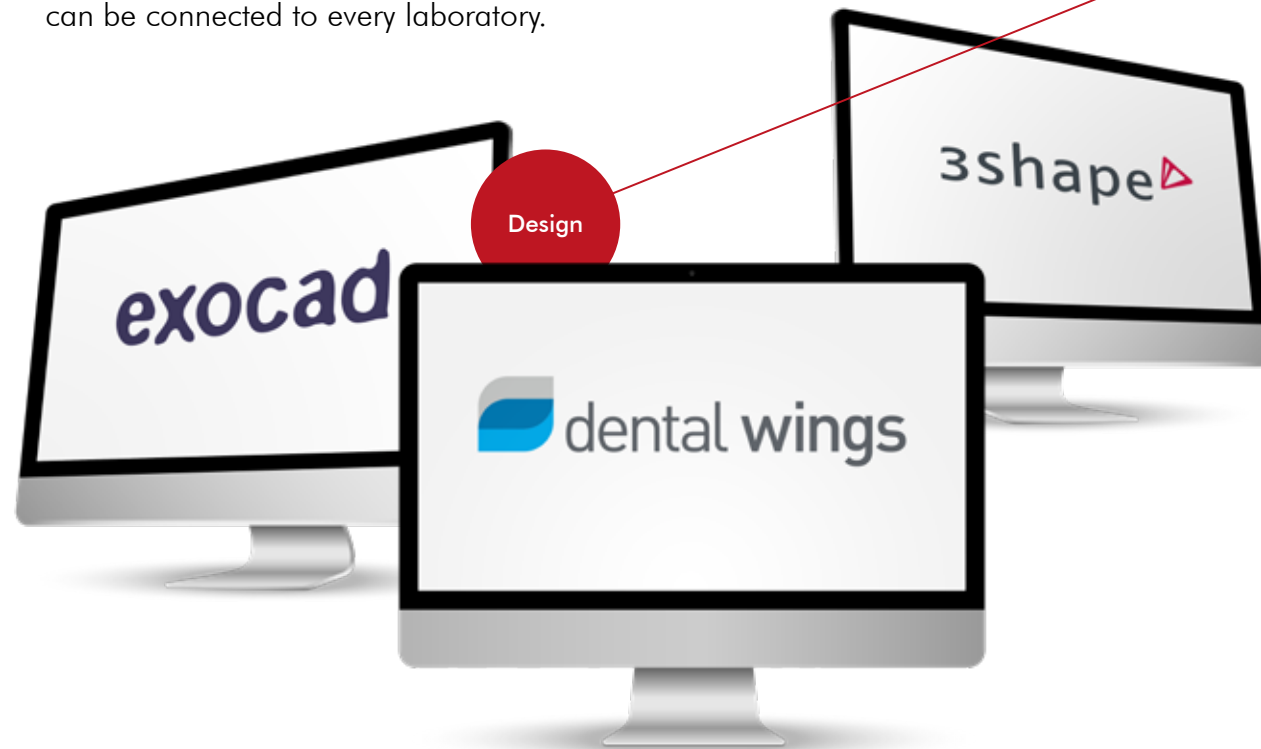 can be connected to every laboratory.
3shape
Design
exocad
dental wings